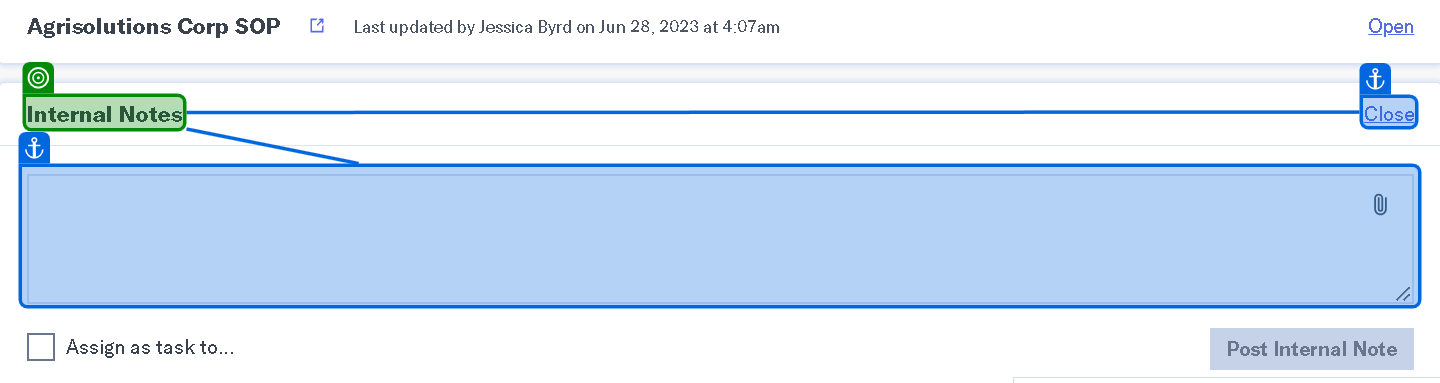 Agrisolutions Corp SOP Last updated by Jessica Byrd on Jun 28, 2023 at 4:07am Open
Internal Notes Close
Assign as task to... Post Internal Note